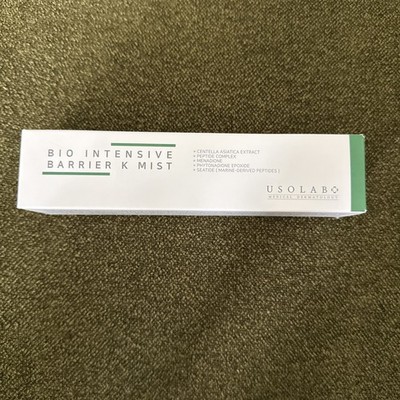 BIO INTENSIVE
BARRIER K MIST
• CENTELLA ASIATICA EXTRACT
• PEPTIDE COMPLEX
• MENADIONE
• PHYTONADIONE EPOXIDE
• SEATIDE (MARINE-DERIVED PEPTIDES)
USOLAB
MEDICAL DERMATOLOGY